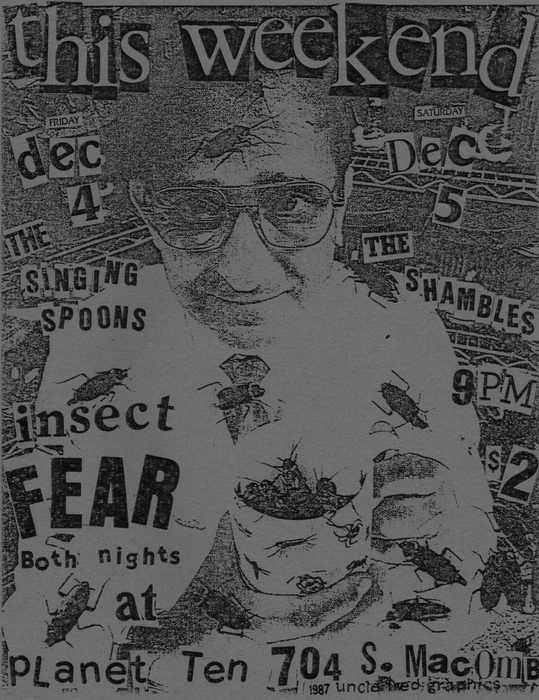 this weekend
FRIDAY
dec
4
THE
SINGING
SPOONS
SATURDAY
Dec
5
THE
SHAMBLES
9PM
$2
insect
FEAR
Both nights
at
planet Ten 704 S. MacOmB
1987 unclaimed graphics